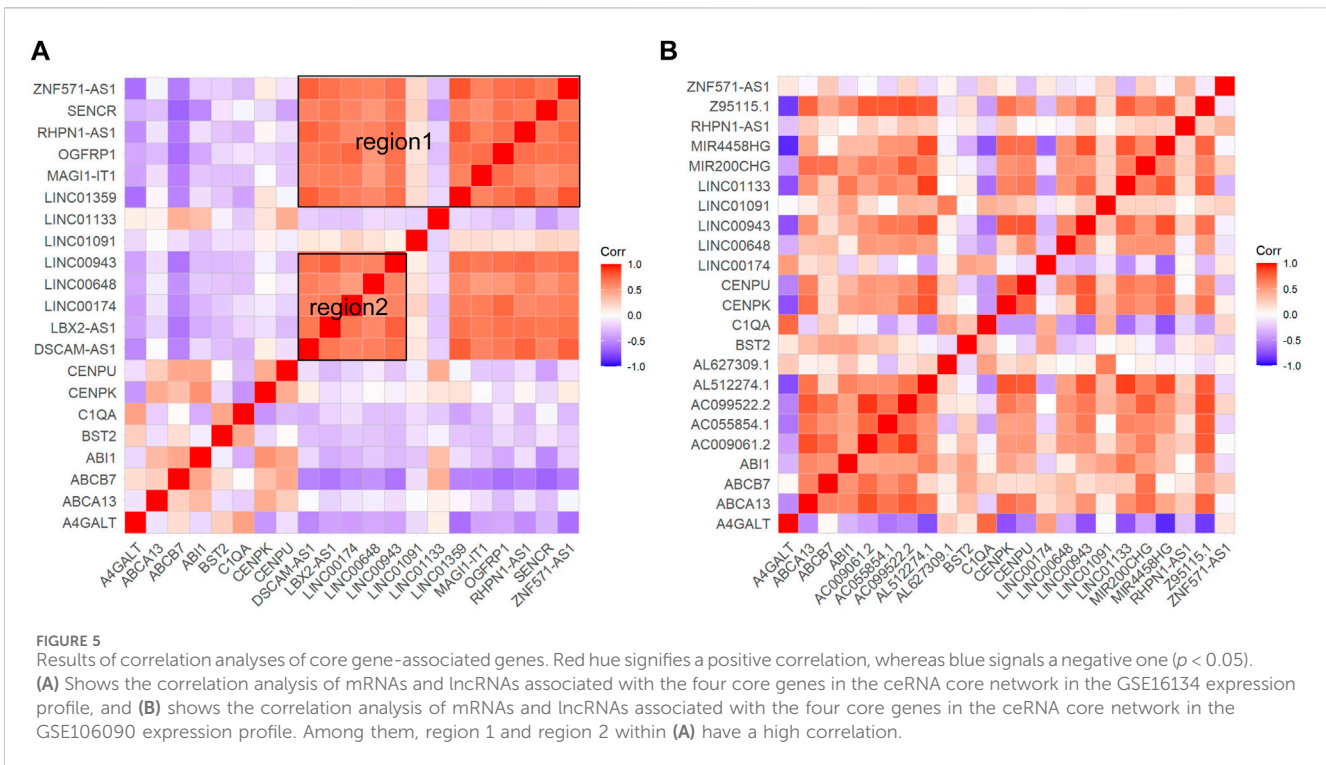 A
ZNF571-AS1
SENCR
RHPN1-AS1
OGFRP1
MAGI1-IT1
LINC01359
LINC01133
LINC01091
LINC00943
LINC00648
LINC00174
LBX2-AS1
DSCAM-AS1
CENPU
CENPK
C1QA
BST2
ABI1
ABCB7
ABCA13
A4GALT
region1
region2
A4GALT
ABCA13
ABCB7
ABI1
BST2
C1QA
CENPK
CENPU
DSCAM-AS1
LBX2-AS1
LINC00174
LINC00648
LINC00943
LINC01091
LINC01133
LINC01359
MAGI1-IT1
OGFRP1
RHPN1-AS1
SENCR
ZNF571-AS1
Corr
1.0
0.5
0.0
-0.5
-1.0
B
ZNF571-AS1
Z95115.1
RHPN1-AS1
MIR4458HG
MIR200CHG
LINC01133
LINC01091
LINC00943
LINC00648
LINC00174
CENPU
CENPK
C1QA
BST2
AL627309.1
AL512274.1
AC099522.2
AC055854.1
AC009061.2
ABI1
ABCB7
ABCA13
A4GALT
A4GALT
ABCA13
ABCB7
ABI1
AC009061.2
AC055854.1
AC099522.2
AL512274.1
AL627309.1
BST2
C1QA
CENPK
CENPU
LINC00174
LINC00648
LINC00943
LINC01091
LINC01133
MIR200CHG
MIR4458HG
RHPN1-AS1
Z95115.1
ZNF571-AS1
Corr
1.0
0.5
0.0
-0.5
-1.0
FIGURE 5
Results of correlation analyses of core gene-associated genes. Red hue signifies a positive correlation, whereas blue signals a negative one (p < 0.05).
(A) Shows the correlation analysis of mRNAs and lncRNAs associated with the four core genes in the ceRNA core network in the GSE16134 expression
profile, and (B) shows the correlation analysis of mRNAs and lncRNAs associated with the four core genes in the ceRNA core network in the
GSE106090 expression profile. Among them, region 1 and region 2 within (A) have a high correlation.